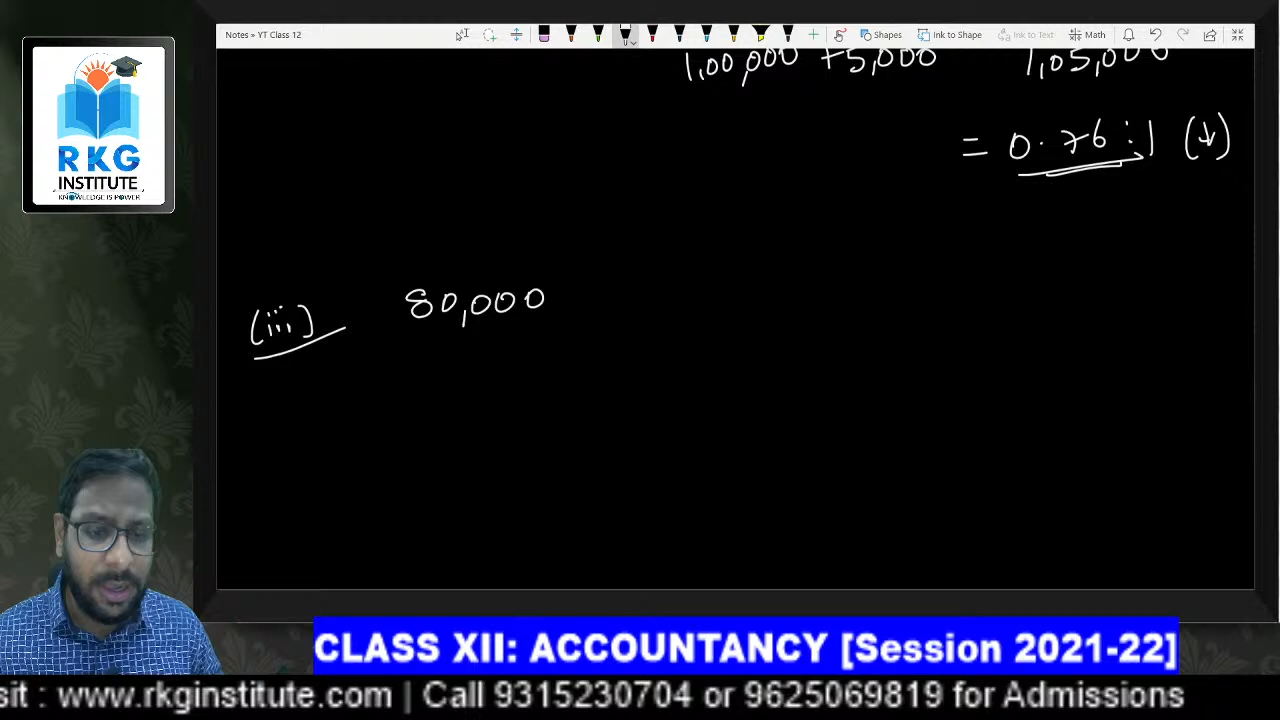 Notes » YT Class 12
Shapes
Ink to Shape
Ink to Text
Math
1,00,000 +5,000 1,05,000
= 0.76:1 (↓)
(iii) 80,000
RKG
INSTITUTE
KNOWLEDGE IS POWER
CLASS XII: ACCOUNTANCY [Session 2021-22]
sit : www.rkginstitute.com | Call 9315230704 or 9625069819 for Admissions